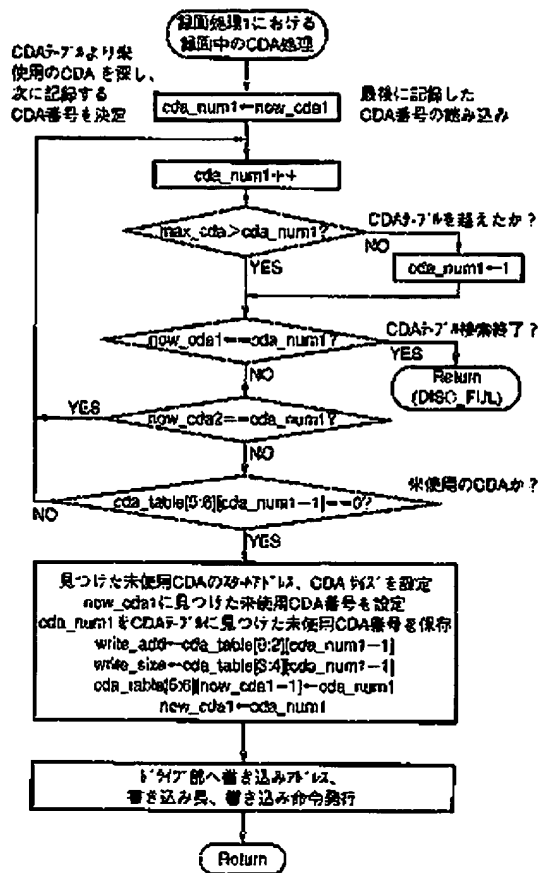 録画処理1における
録画中のCDA処理
CDAテーブルより未
使用のCDA を探し、
次に記録する
CDA番号を決定
cda_num1←now_cda1
最後に記録した
CDA番号の読み込み
cda_num1++
max_cda>cda_num1?
CDAテーブルを越えたか？
NO
YES
cda_num1←1
now_cda1==cda_num1?
CDAテーブル検索終了？
YES
NO
Return
(DISC_FULL)
YES
now_cda2==cda_num1?
NO
未使用のCDAか？
cda_table[5:6][cda_num1-1]==0?
NO
YES
見つけた未使用CDAのスタートアドレス、CDA サイズを設定
now_cda1に見つけた未使用CDA番号を設定
cda_num1をCDAテーブルに見つけた未使用CDA番号を保存
write_add←cda_table[0:2][cda_num1-1]
write_size←cda_table[3:4][cda_num1-1]
cda_table[5:6][now_cda1-1]←cda_num1
now_cda1←cda_num1
ドライブ部へ書き込みアドレス、
書き込み長、書き込み命令発行
Return